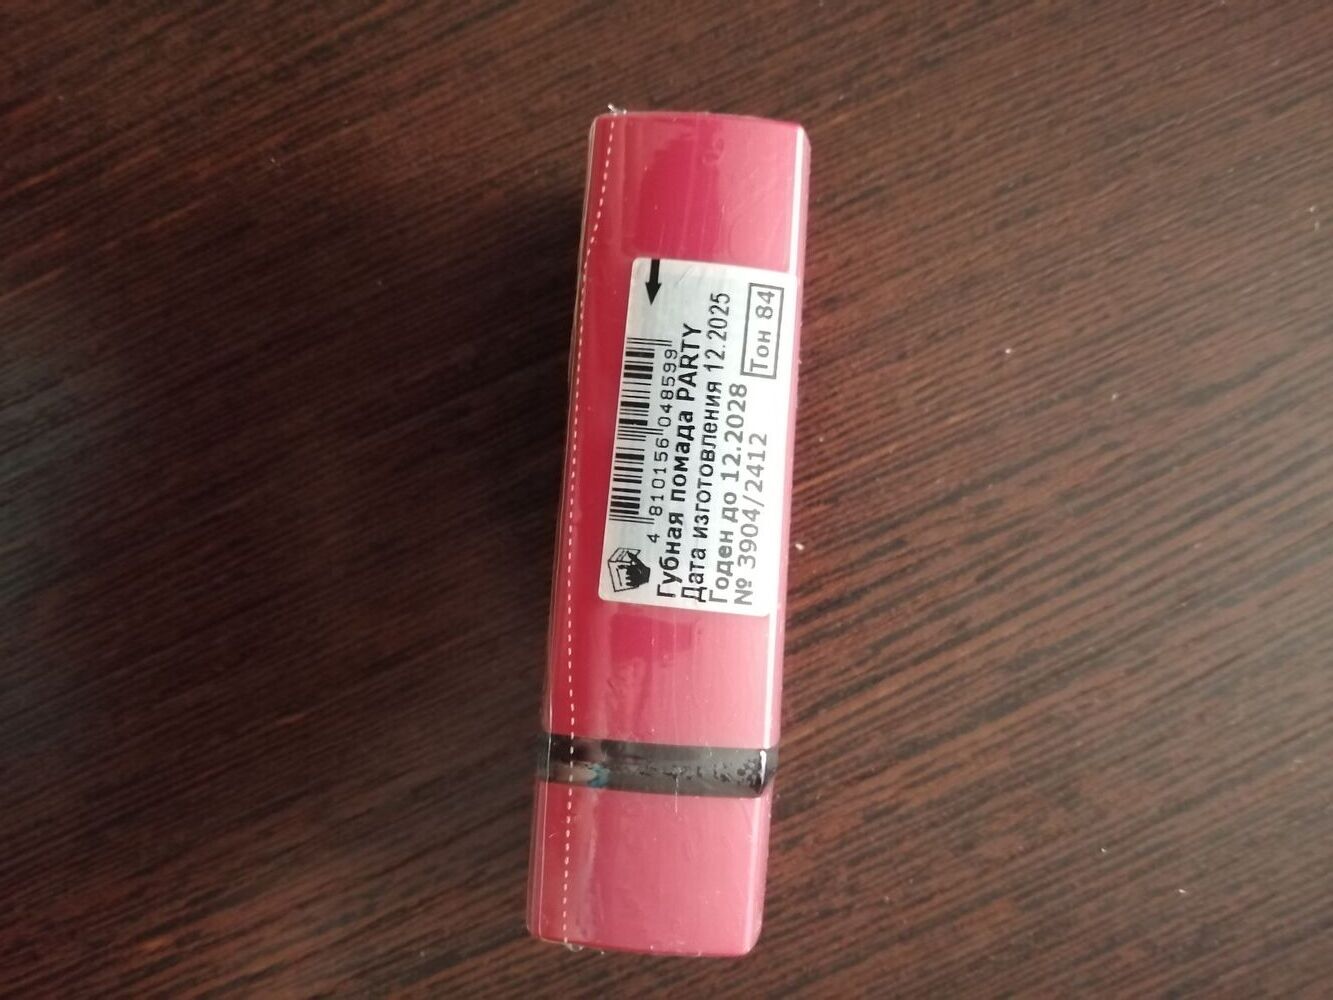 4 810156 048599
Губная помада PARTY
Дата изготовления 12.2025
Годен до 12.2028
№ 3904/2412
Тон 84